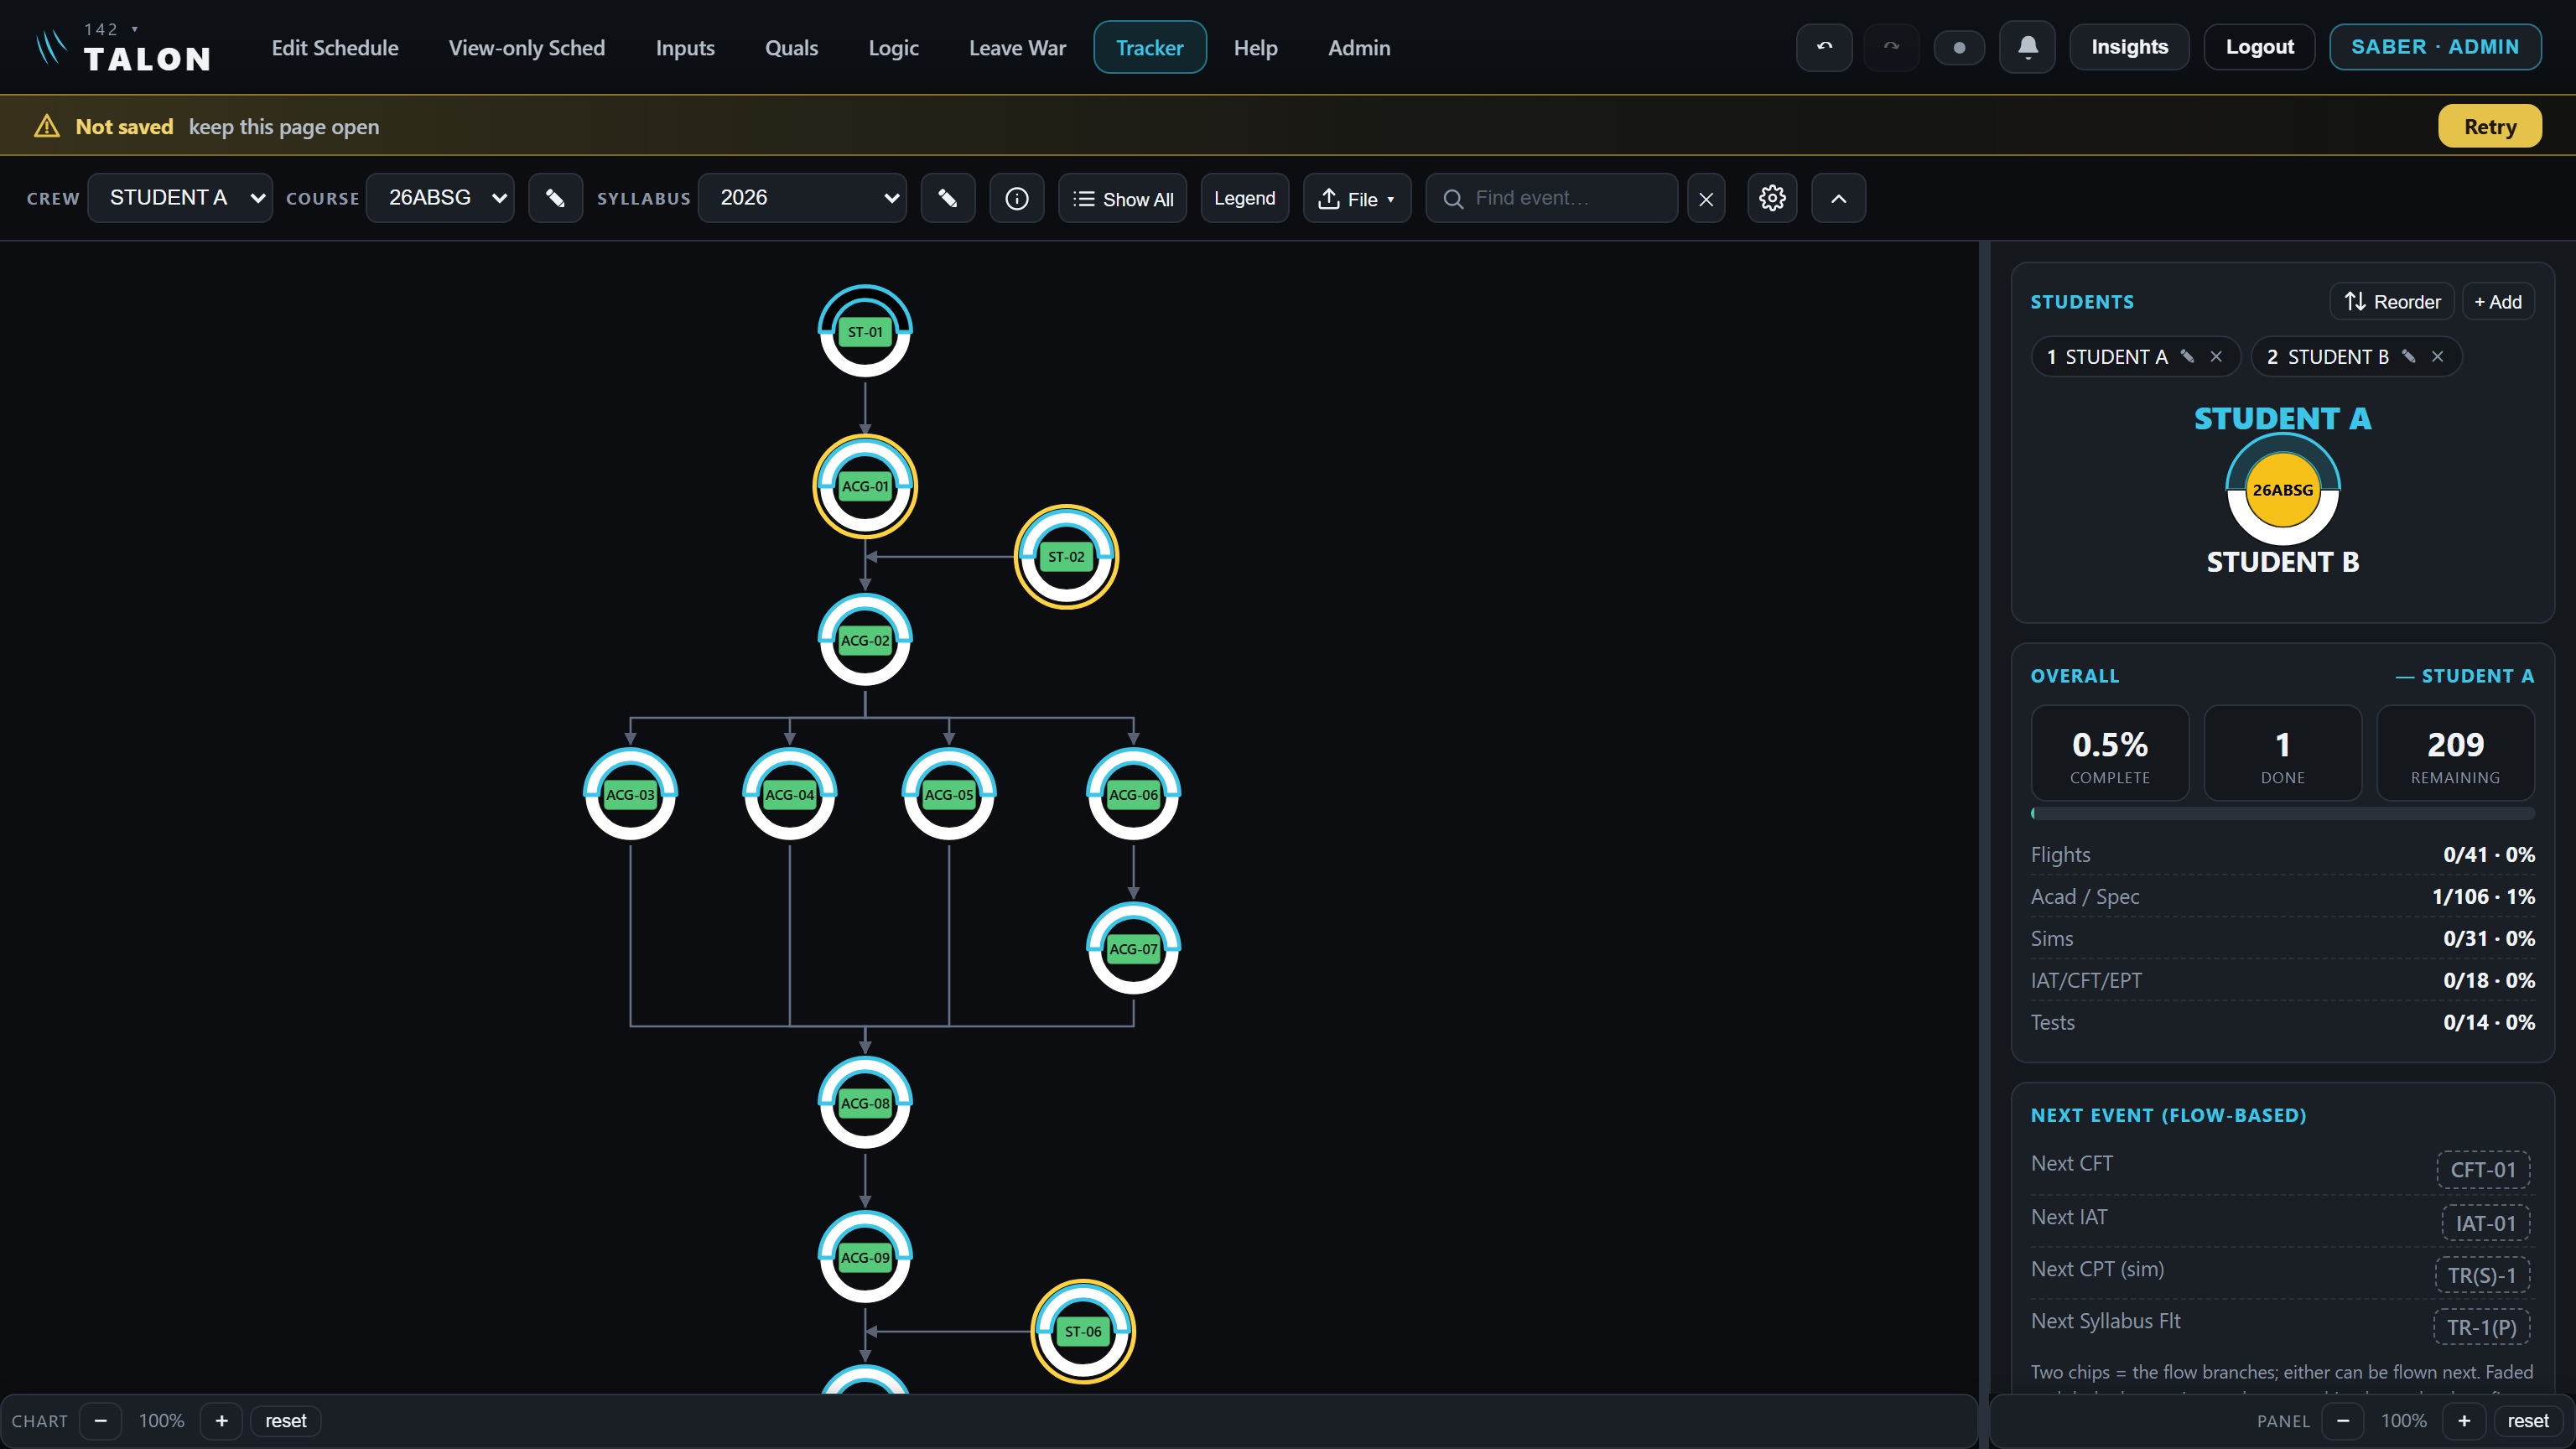 142 ▾
TALON
Edit Schedule
View-only Sched
Inputs
Quals
Logic
Leave War
Tracker
Help
Admin
Insights
Logout
SABER · ADMIN
Not saved keep this page open
Retry
CREW STUDENT A
COURSE 26ABSG
SYLLABUS 2026
Show All
Legend
File ▾
Find event…
ST-01
ACG-01
ST-02
ACG-02
ACG-03
ACG-04
ACG-05
ACG-06
ACG-07
ACG-08
ACG-09
ST-06
STUDENTS
Reorder
+ Add
1 STUDENT A
2 STUDENT B
STUDENT A
26ABSG
STUDENT B
OVERALL — STUDENT A
0.5% COMPLETE
1 DONE
209 REMAINING
Flights 0/41 · 0%
Acad / Spec 1/106 · 1%
Sims 0/31 · 0%
IAT/CFT/EPT 0/18 · 0%
Tests 0/14 · 0%
NEXT EVENT (FLOW-BASED)
Next CFT CFT-01
Next IAT IAT-01
Next CPT (sim) TR(S)-1
Next Syllabus Flt TR-1(P)
Two chips = the flow branches; either can be flown next. Faded
CHART − 100% + reset
PANEL − 100% + reset